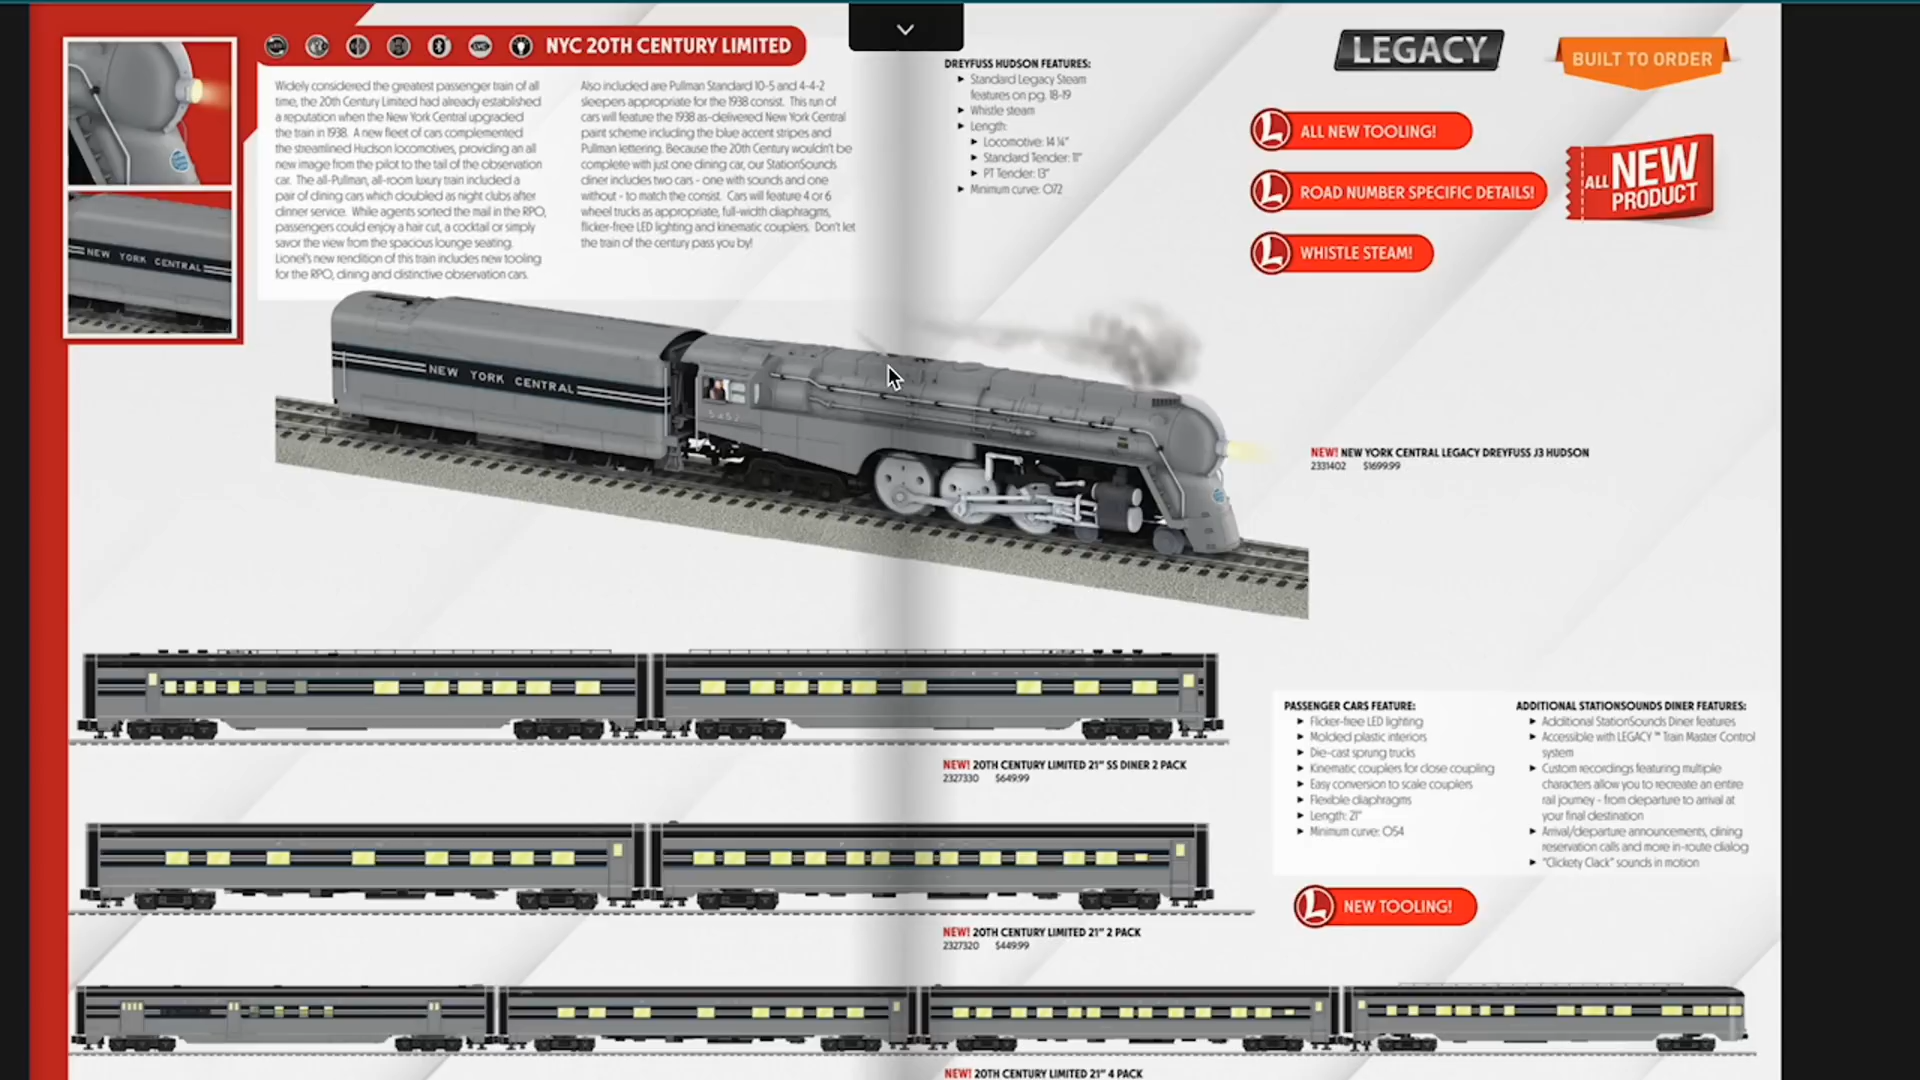 NYC 20TH CENTURY LIMITED
Widely considered the greatest passenger train of all
time, the 20th Century Limited had already established
a reputation when the New York Central upgraded
the train in 1938. A new fleet of cars complemented
the streamlined Hudson locomotives, providing an all
new image from the pilot to the tail of the observation
car. The all-Pullman, all-room luxury train included a
pair of dining cars which doubled as night clubs after
dinner service. While agents sorted the mail in the RPO,
passengers could enjoy a hair cut, a cocktail or simply
savor the view from the spacious lounge seating.
Lionel's new rendition of this train includes new tooling
for the RPO, dining and distinctive observation cars.
Also included are Pullman Standard 10-5 and 4-4-2
sleepers appropriate for the 1938 consist. This run of
cars will feature the 1938 as-delivered New York Central
paint scheme including the blue accent stripes and
Pullman lettering. Because the 20th Century wouldn't be
complete with just one dining car, our StationSounds
diner includes two cars - one with sounds and one
without - to match the consist. Cars will feature 4 or 6
wheel trucks as appropriate, full-width diaphragms,
flicker-free LED lighting and kinematic couplers. Don't let
the train of the century pass you by!
DREYFUSS HUDSON FEATURES:
► Standard Legacy Steam
features on pg. 18-19
► Whistle steam
► Length:
► Locomotive: 14 ¼"
► Standard Tender: 11"
► PT Tender: 13"
► Minimum curve: O72
LEGACY
BUILT TO ORDER
L ALL NEW TOOLING!
L ROAD NUMBER SPECIFIC DETAILS!
L WHISTLE STEAM!
ALL NEW
PRODUCT
NEW YORK CENTRAL
NEW YORK CENTRAL
5452
NEW! NEW YORK CENTRAL LEGACY DREYFUSS J3 HUDSON
2331402 $1699.99
NEW! 20TH CENTURY LIMITED 21" SS DINER 2 PACK
2327330 $649.99
PASSENGER CARS FEATURE:
► Flicker-free LED lighting
► Molded plastic interiors
► Die-cast sprung trucks
► Kinematic couplers for close coupling
► Easy conversion to scale couplers
► Flexible diaphragms
► Length: 21"
► Minimum curve: O54
ADDITIONAL STATIONSOUNDS DINER FEATURES:
► Additional StationSounds Diner features
► Accessible with LEGACY ™ Train Master Control
system
► Custom recordings featuring multiple
characters allow you to recreate an entire
rail journey - from departure to arrival at
your final destination
► Arrival/departure announcements, dining
reservation calls and more in-route dialog
► "Clickety Clack" sounds in motion
L NEW TOOLING!
NEW! 20TH CENTURY LIMITED 21" 2 PACK
2327320 $449.99
NEW! 20TH CENTURY LIMITED 21" 4 PACK